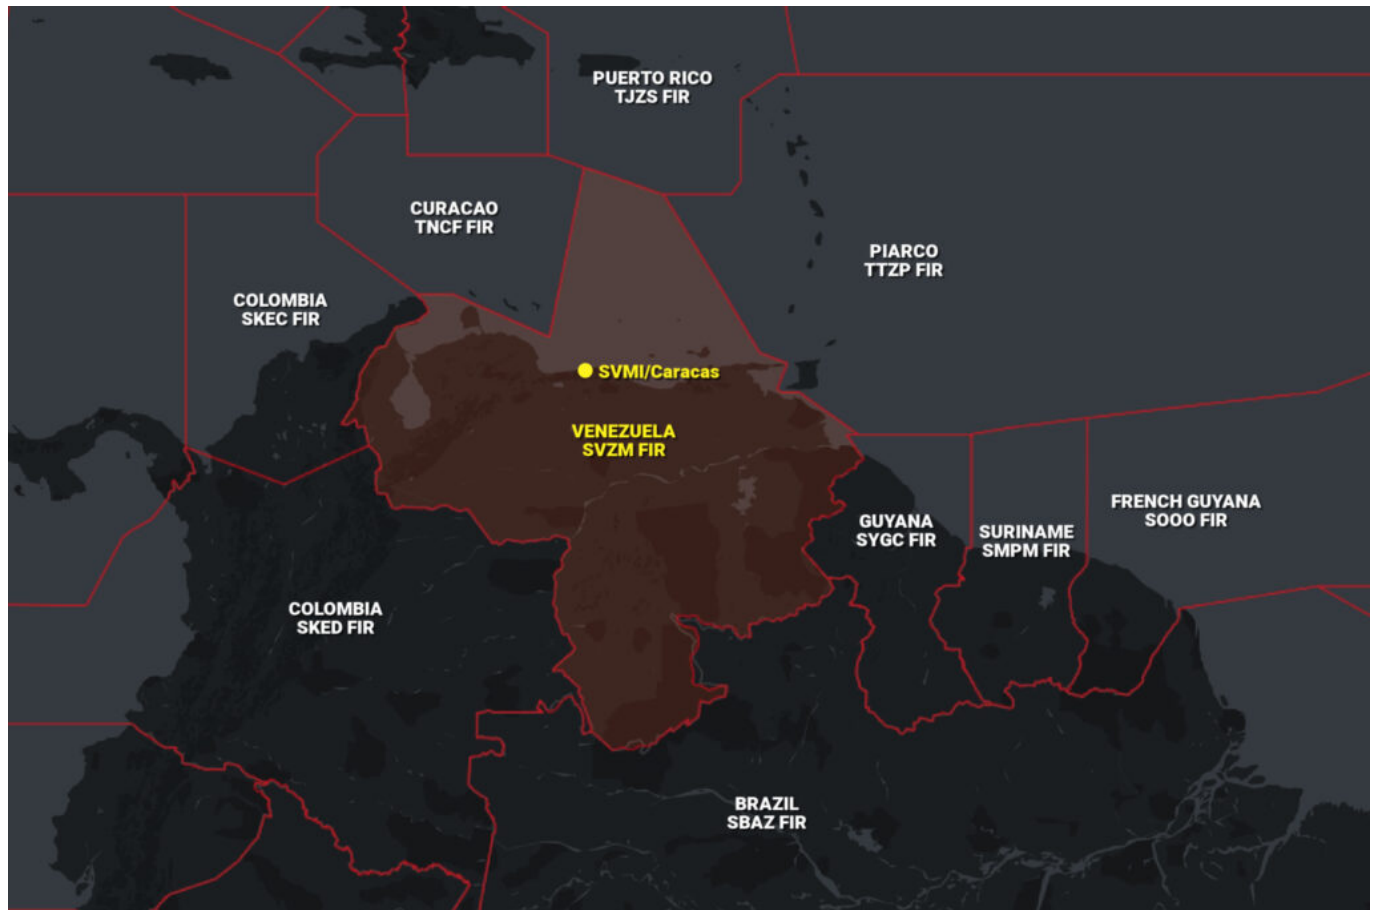 PUERTO RICO
TJZS FIR
CURACAO
TNCF FIR
PIARCO
TTZP FIR
COLOMBIA
SKEC FIR
SVMI/Caracas
VENEZUELA
SVZM FIR
FRENCH GUYANA
SOOO FIR
GUYANA
SYGC FIR
SURINAME
SMPM FIR
COLOMBIA
SKED FIR
BRAZIL
SBAZ FIR